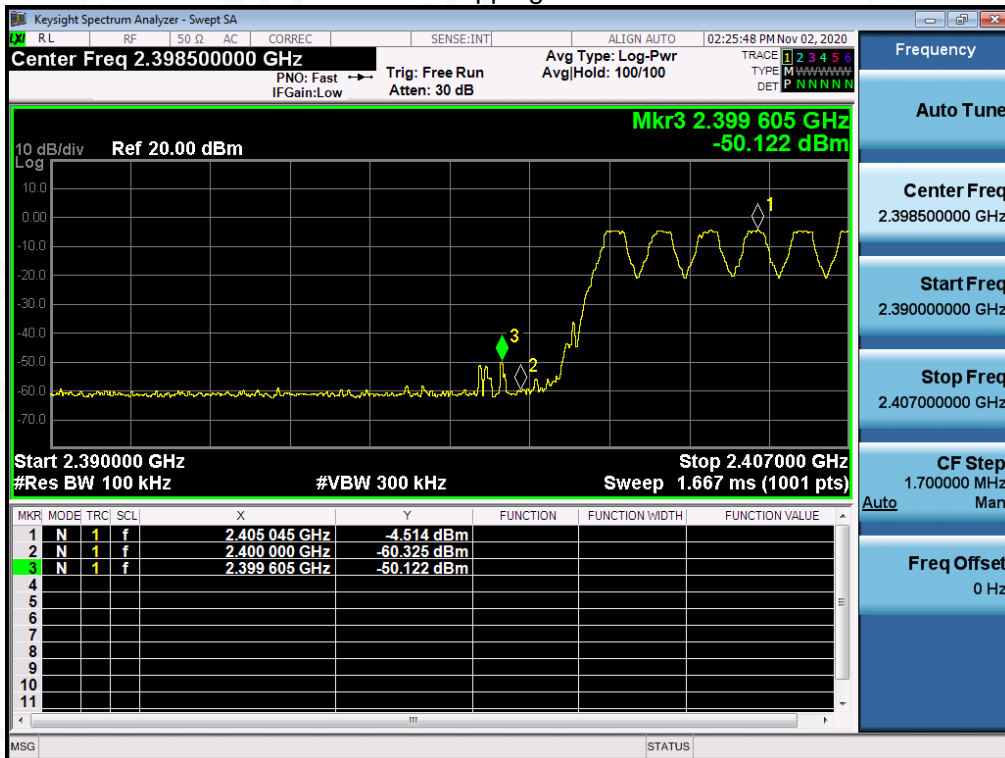 Keysight Spectrum Analyzer - Swept SA
LXI RL RF 50 Ω AC CORREC SENSE:INT ALIGN AUTO 02:25:48 PM Nov 02, 2020
Center Freq 2.398500000 GHz
PNO: Fast
IFGain:Low
Trig: Free Run
Atten: 30 dB
Avg Type: Log-Pwr
Avg|Hold: 100/100
TRACE 1 2 3 4 5 6
TYPE M WWWWW
DET P N N N N N
Mkr3 2.399 605 GHz
-50.122 dBm
10 dB/div Ref 20.00 dBm
Log
10.0
0.00
-10.0
-20.0
-30.0
-40.0
-50.0
-60.0
-70.0
1
3
2
Start 2.390000 GHz Stop 2.407000 GHz
#Res BW 100 kHz #VBW 300 kHz Sweep 1.667 ms (1001 pts)
MKR MODE TRC SCL X Y FUNCTION FUNCTION WIDTH FUNCTION VALUE
1 N 1 f 2.405 045 GHz -4.514 dBm
2 N 1 f 2.400 000 GHz -60.325 dBm
3 N 1 f 2.399 605 GHz -50.122 dBm
4
5
6
7
8
9
10
11
MSG STATUS
Frequency
Auto Tune
Center Freq
2.398500000 GHz
Start Freq
2.390000000 GHz
Stop Freq
2.407000000 GHz
CF Step
1.700000 MHz
Auto Man
Freq Offset
0 Hz